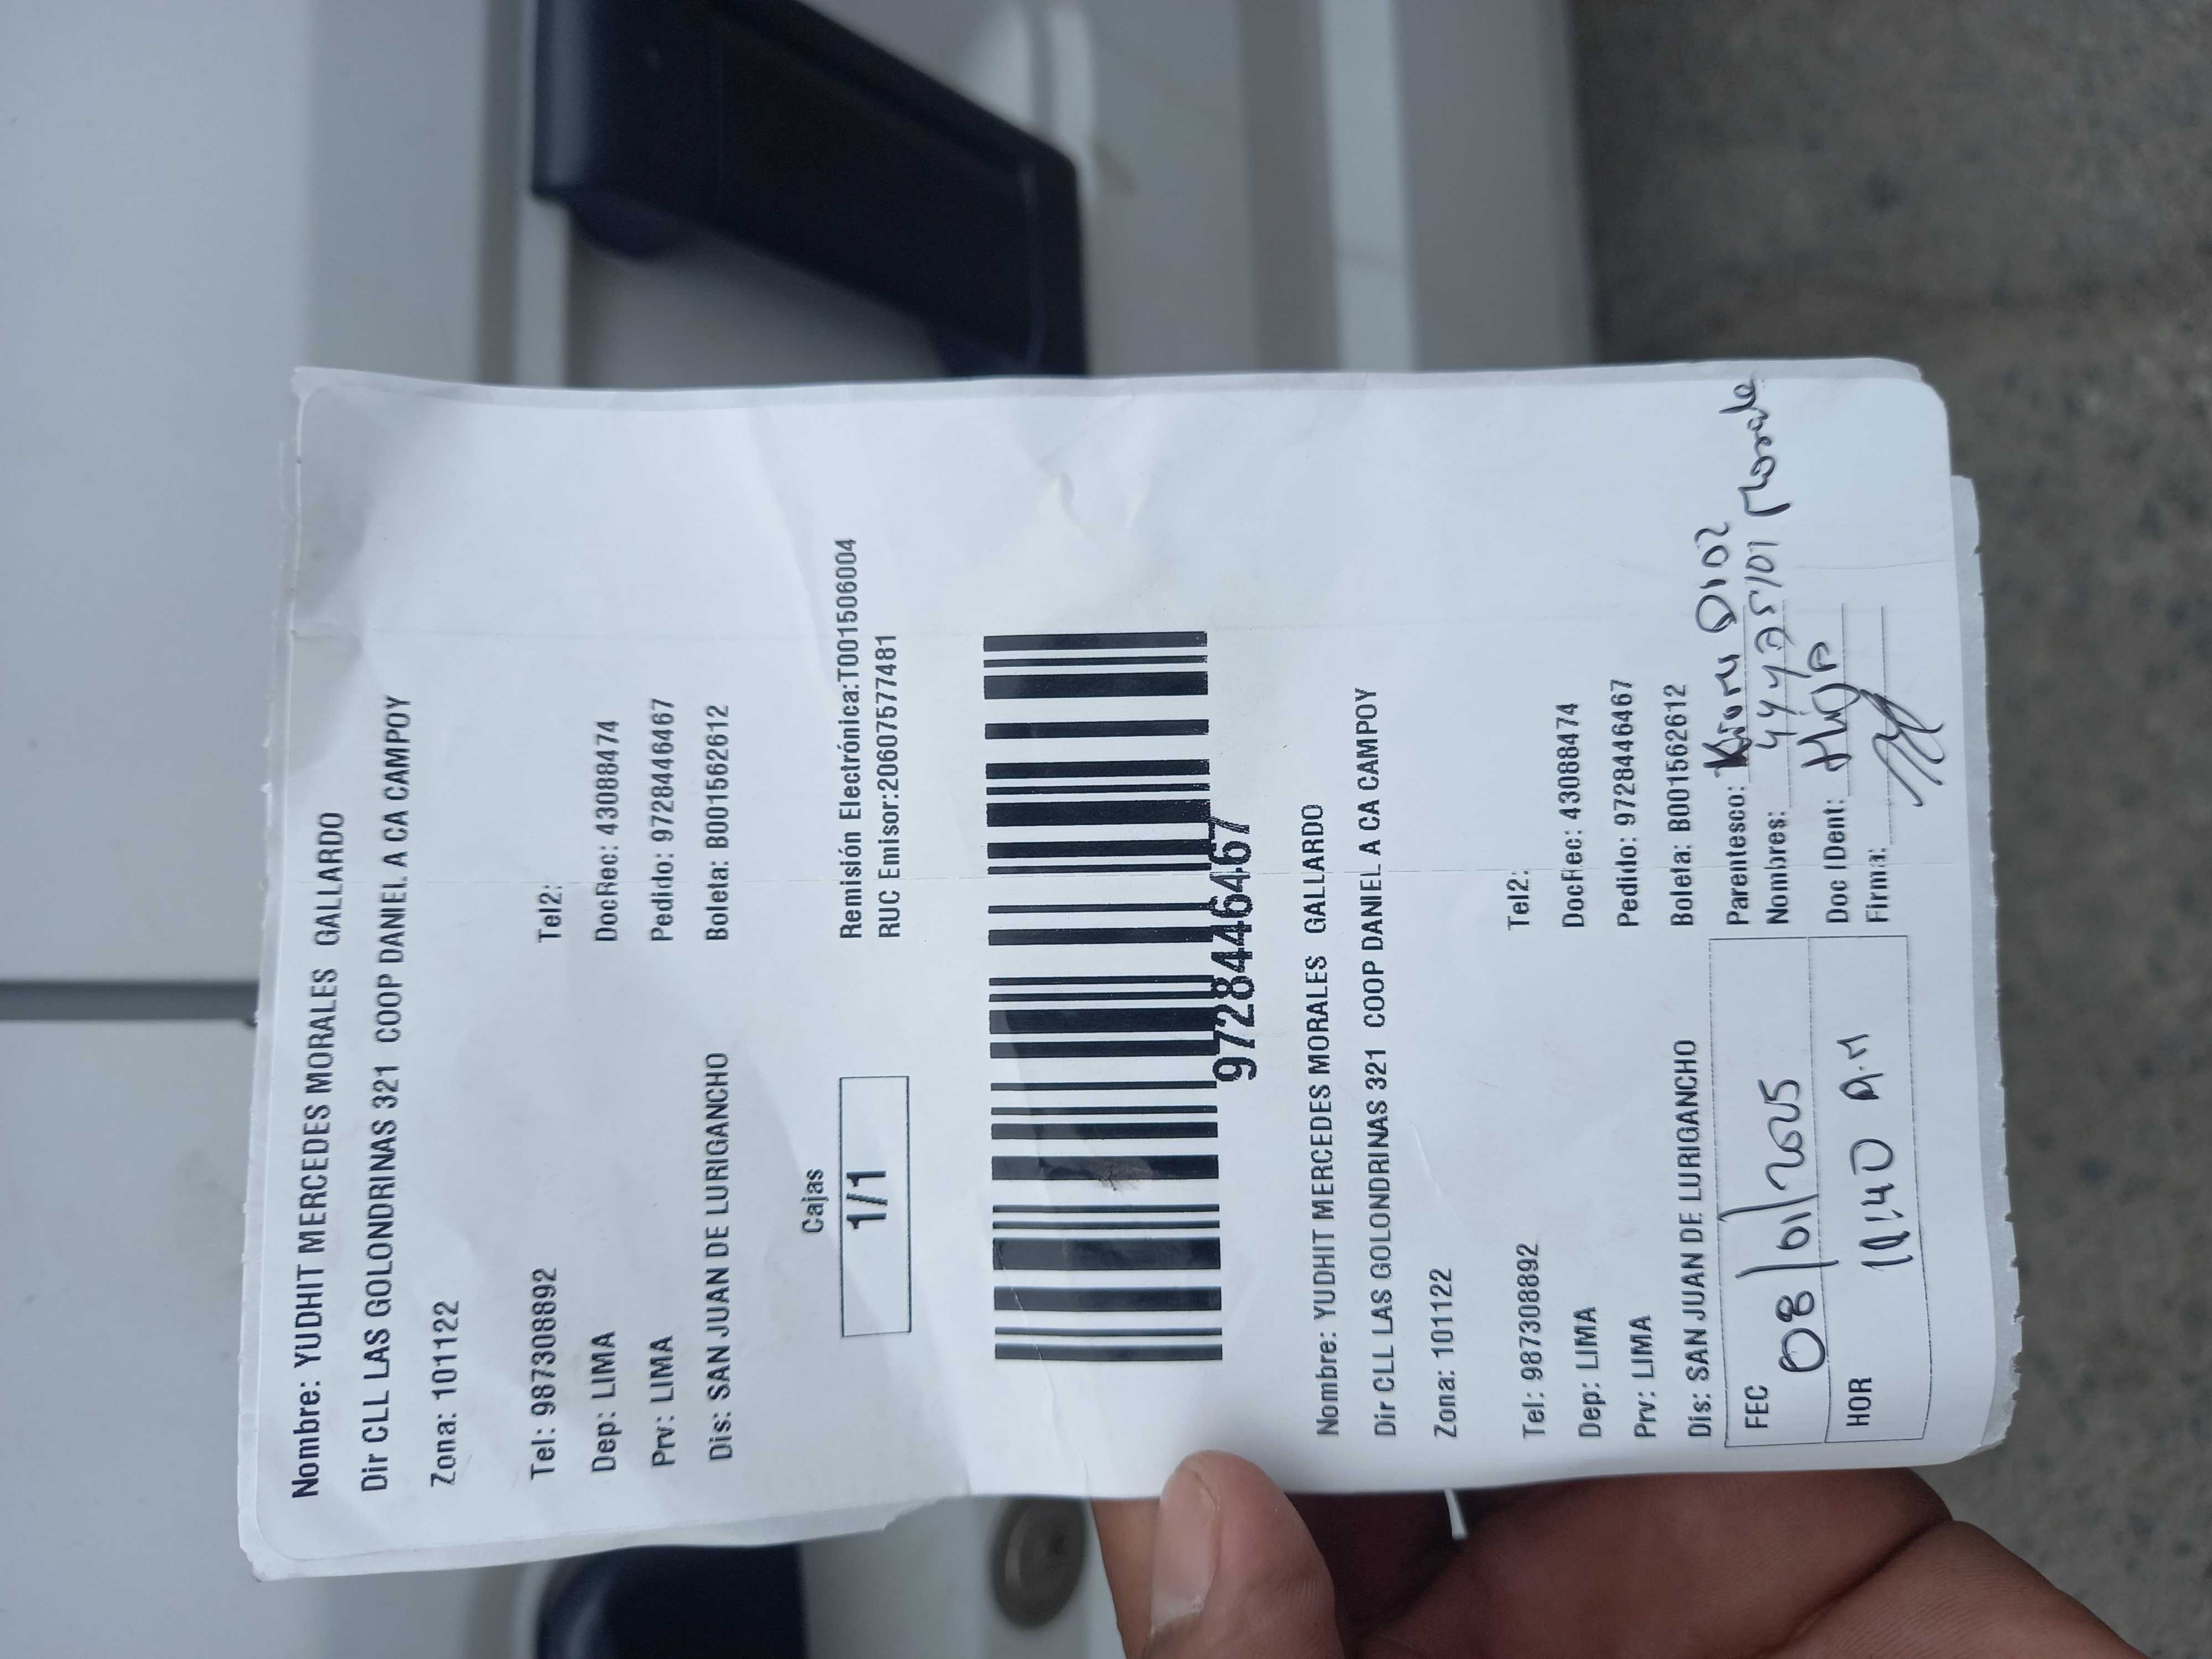 Nombre: YUDHIT MERCEDES MORALES GALLARDO
Dir CLL LAS GOLONDRINAS 321 COOP DANIEL A CA CAMPOY
Zona: 101122
Tel: 987308892 Tel2:
Dep: LIMA DocRec: 43088474
Prv: LIMA Pedido: 9728446467
Dis: SAN JUAN DE LURIGANCHO Boleta: B001562612
Cajas
1/1
Remisión Electrónica:T001506004
RUC Emisor:20607577481
9728446467
Nombre: YUDHIT MERCEDES MORALES GALLARDO
Dir CLL LAS GOLONDRINAS 321 COOP DANIEL A CA CAMPOY
Zona: 101122
Tel: 987308892 Tel2:
Dep: LIMA DocRec: 43088474
Prv: LIMA Pedido: 9728446467
Dis: SAN JUAN DE LURIGANCHO Boleta: B001562612
FEC 08/01/2025
HOR 11:40 A.M
Parentesco:
Nombres: Morale
Doc IDent: Hija
Firma: